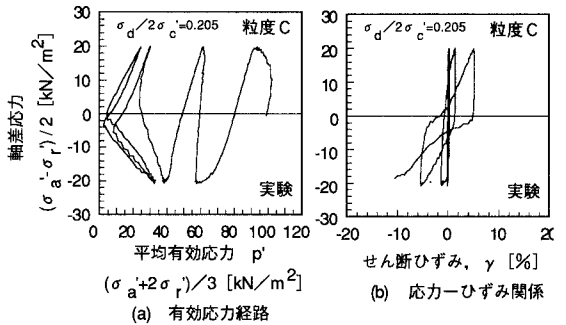 σd/2σc'=0.205 粒度C
30
20
10
0
-10
-20
-30
実験
0 20 40 60 80 100 120
軸差応力
(σa'-σr')/2 [kN/m²]
平均有効応力 p'
(σa'+2σr')/3 [kN/m²]
(a) 有効応力経路
σd/2σc'=0.205 粒度C
30
20
10
0
-10
-20
-30
実験
-20 -10 0 10 20
せん断ひずみ, γ [%]
(b) 応力ーひずみ関係